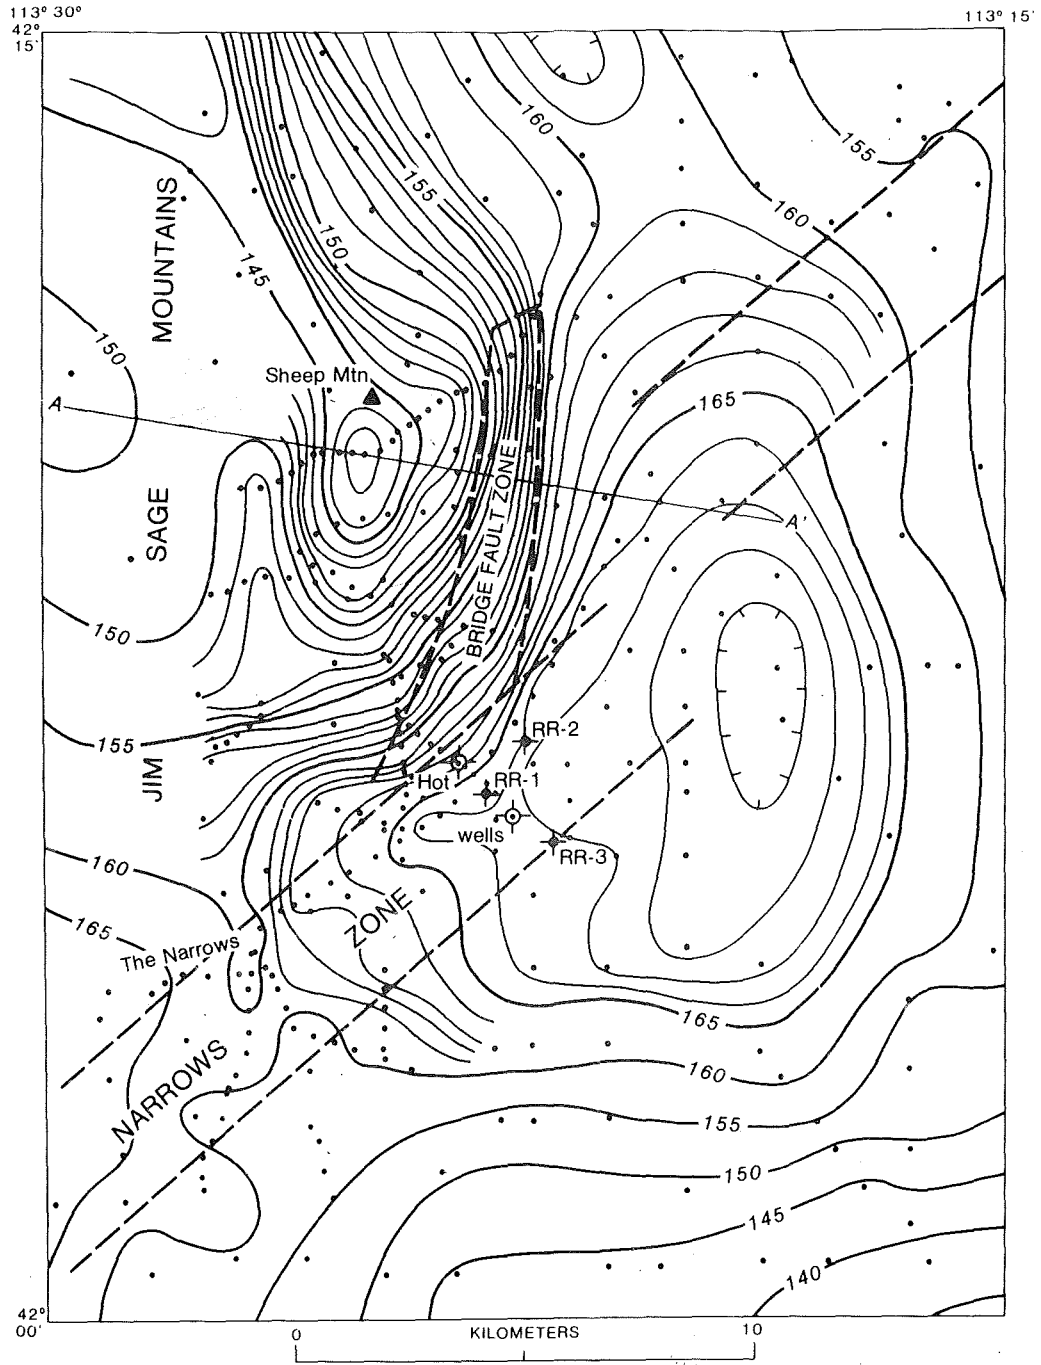 113° 30'
113° 15'
42°
15'
160
155
155
160
150
145
MOUNTAINS
150
Sheep Mtn
165
A
A'
BRIDGE FAULT ZONE
SAGE
150
155
RR-2
JIM
Hot
RR-1
wells
RR-3
160
165
ZONE
The Narrows
165
NARROWS
160
155
150
145
140
42°
00'
0
KILOMETERS
10